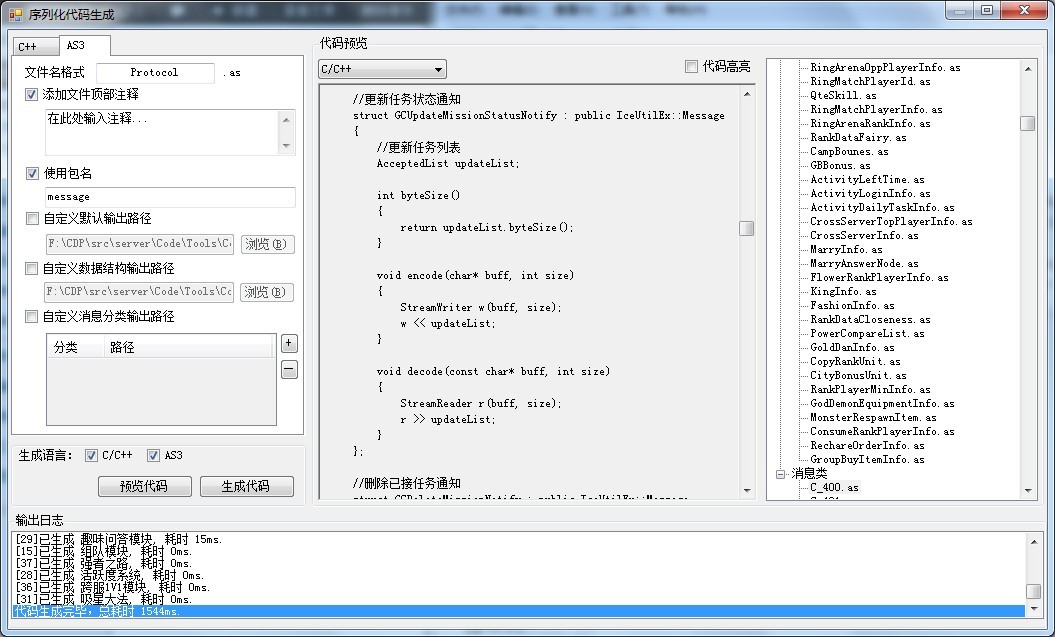 序列化代码生成
C++ AS3
文件名格式 Protocol .as
添加文件顶部注释
在此处输入注释...
使用包名
message
自定义默认输出路径
F:\CDP\src\server\Code\Tools\Co 浏览(B)
自定义数据结构输出路径
F:\CDP\src\server\Code\Tools\Co 浏览(B)
自定义消息分类输出路径
分类 路径
+
-
生成语言: C/C++ AS3
预览代码 生成代码
代码预览
C/C++
代码高亮
//更新任务状态通知
struct GCUpdateMissionStatusNotify : public IceUtilEx::Message
{
//更新任务列表
AcceptedList updateList;
int byteSize()
{
return updateList.byteSize();
}
void encode(char* buff, int size)
{
StreamWriter w(buff, size);
w << updateList;
}
void decode(const char* buff, int size)
{
StreamReader r(buff, size);
r >> updateList;
}
};
//删除已接任务通知
struct GCDeleteMissionNotify : public IceUtilEx::Message
RingArenaOppPlayerInfo.as
RingMatchPlayerId.as
QteSkill.as
RingMatchPlayerInfo.as
RingArenaRankInfo.as
RankDataFairy.as
CampBounes.as
GBBonus.as
ActivityLeftTime.as
ActivityLoginInfo.as
ActivityDailyTaskInfo.as
CrossServerTopPlayerInfo.as
CrossServerInfo.as
MarryInfo.as
MarryAnswerNode.as
FlowerRankPlayerInfo.as
KingInfo.as
FashionInfo.as
RankDataCloseness.as
PowerCompareList.as
GoldDanInfo.as
CopyRankUnit.as
CityBonusUnit.as
RankPlayerMinInfo.as
GodDemonEquipmentInfo.as
MonsterRespawnItem.as
ConsumeRankPlayerInfo.as
RechareOrderInfo.as
GroupBuyItemInfo.as
消息类
C_400.as
输出日志
[29]已生成 趣味问答模块, 耗时 15ms.
[15]已生成 组队模块, 耗时 0ms.
[37]已生成 强者之路, 耗时 0ms.
[28]已生成 活跃度系统, 耗时 0ms.
[36]已生成 跨服1V1模块, 耗时 0ms.
[31]已生成 吸星大法, 耗时 0ms.
代码生成完毕，总耗时 1544ms.